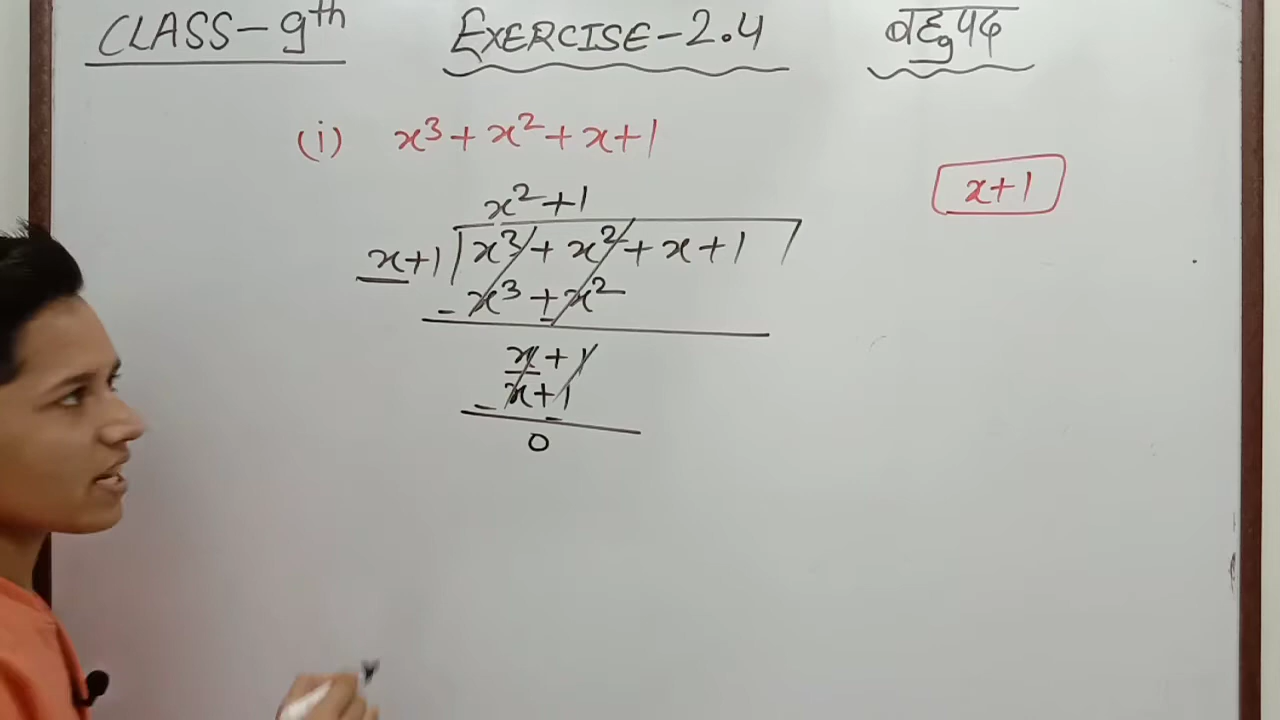 CLASS-9th EXERCISE-2.4 बहुपद
(i) x³ + x² + x + 1
x+1
x² + 1
x+1 | x³ + x² + x + 1
- x³ + x²
-
x + 1
- x + 1
-
0